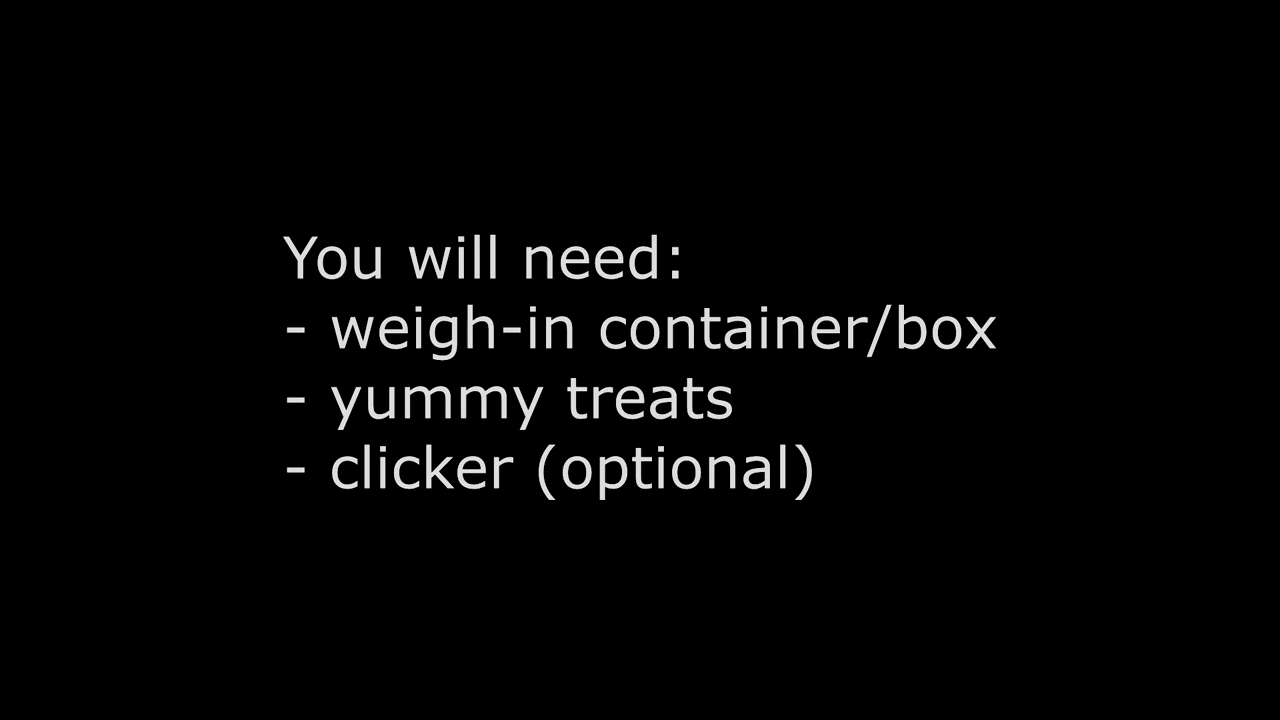 You will need:
- weigh-in container/box
- yummy treats
- clicker (optional)